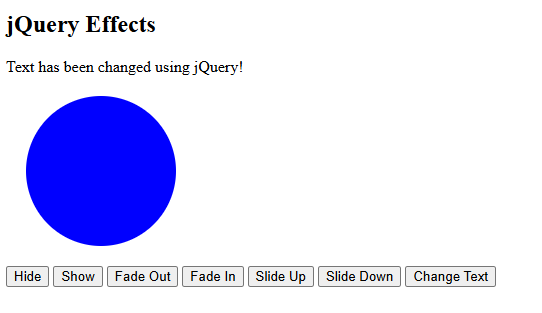 jQuery Effects
Text has been changed using jQuery!
Hide Show Fade Out Fade In Slide Up Slide Down Change Text